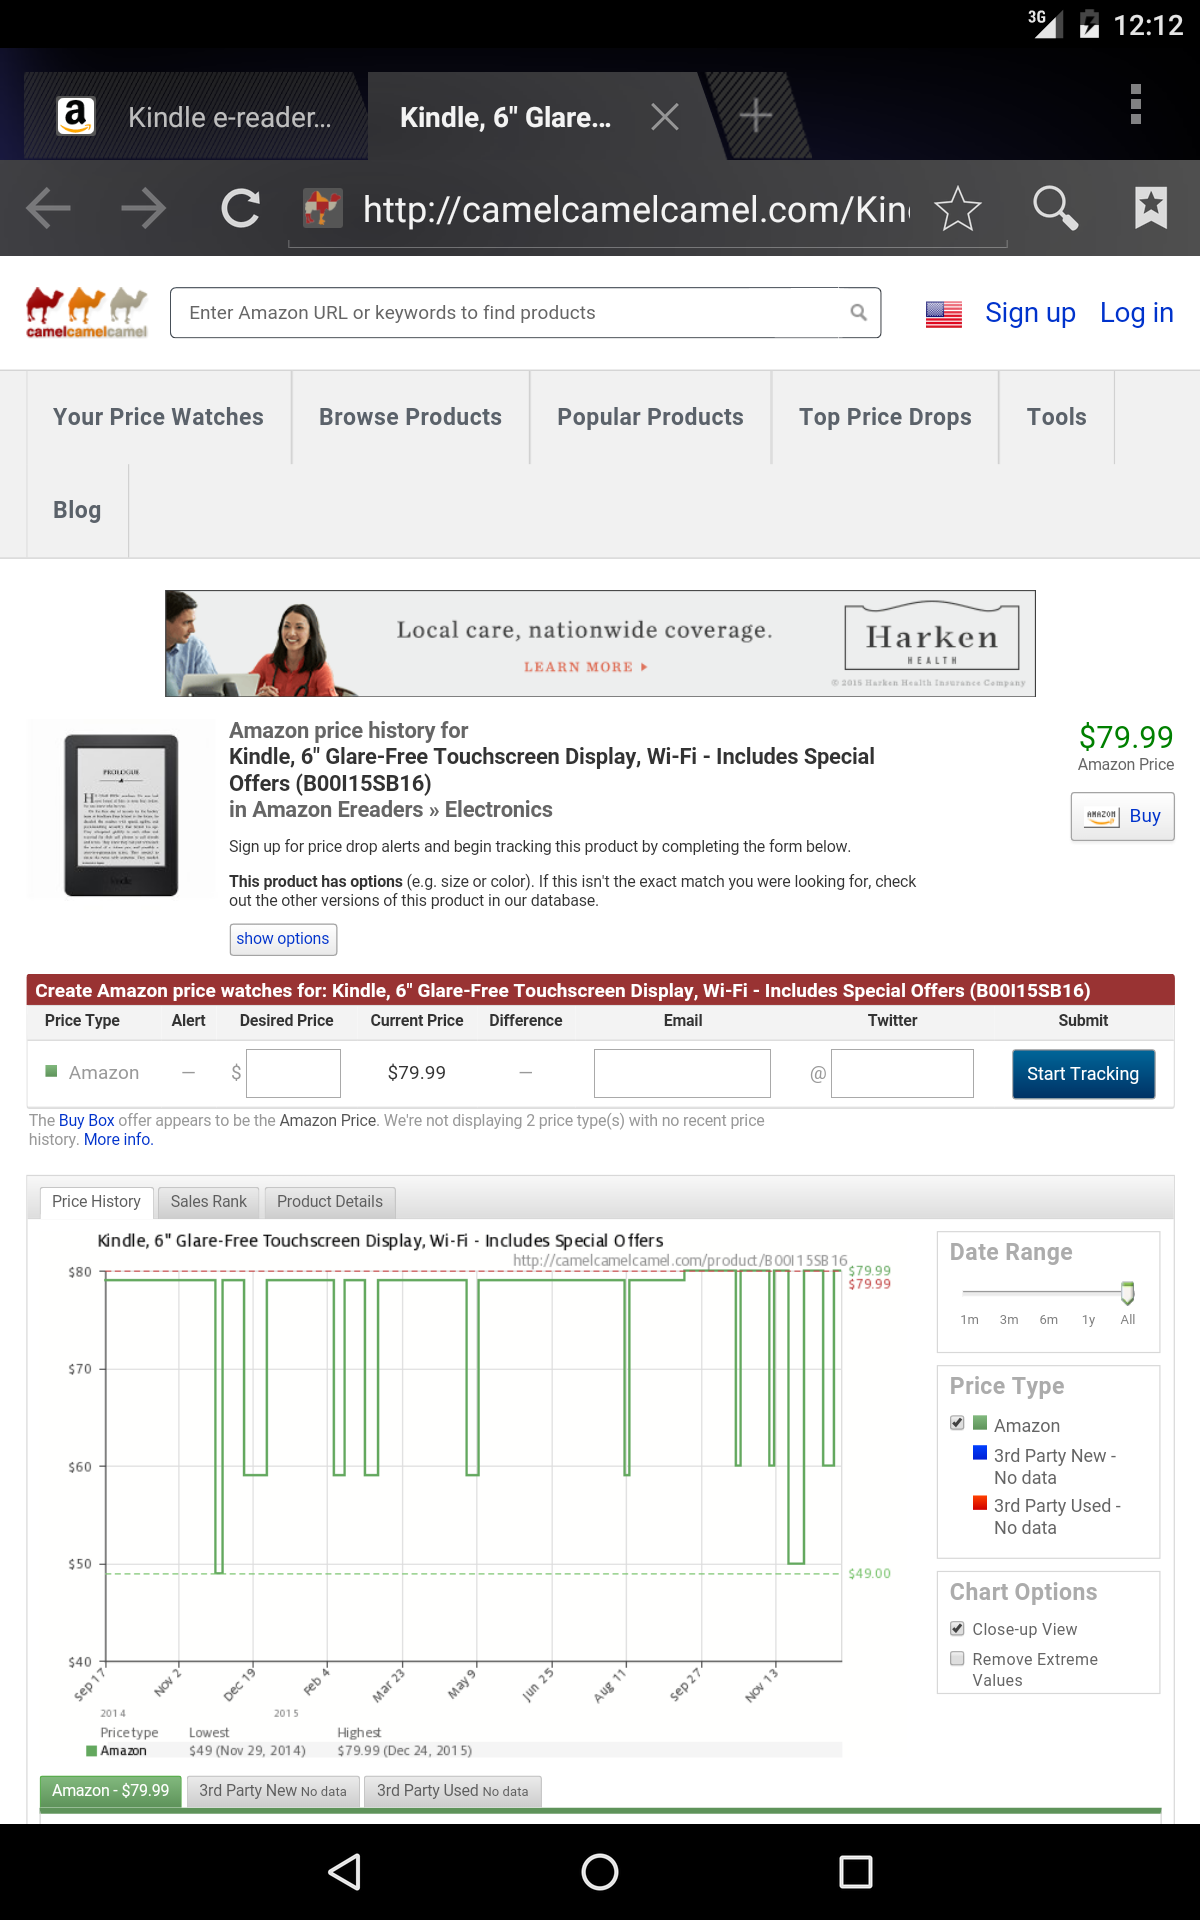 3G 12:12
Kindle e-reader...
Kindle, 6" Glare...
http://camelcamelcamel.com/Kin
camelcamelcamel
Enter Amazon URL or keywords to find products
Sign up
Log in
Your Price Watches
Browse Products
Popular Products
Top Price Drops
Tools
Blog
Local care, nationwide coverage.
LEARN MORE
Harken
HEALTH
© 2015 Harken Health Insurance Company
PROLOGUE
kindle
Amazon price history for
Kindle, 6" Glare-Free Touchscreen Display, Wi-Fi - Includes Special
Offers (B00I15SB16)
in Amazon Ereaders » Electronics
Sign up for price drop alerts and begin tracking this product by completing the form below.
This product has options (e.g. size or color). If this isn't the exact match you were looking for, check
out the other versions of this product in our database.
show options
$79.99
Amazon Price
AMAZON Buy
Create Amazon price watches for: Kindle, 6" Glare-Free Touchscreen Display, Wi-Fi - Includes Special Offers (B00I15SB16)
Price Type Alert Desired Price Current Price Difference Email Twitter Submit
Amazon — $ $79.99 — @ Start Tracking
The Buy Box offer appears to be the Amazon Price. We're not displaying 2 price type(s) with no recent price
history. More info.
Price History
Sales Rank
Product Details
Kindle, 6" Glare-Free Touchscreen Display, Wi-Fi - Includes Special Offers
http://camelcamelcamel.com/product/B00I15SB16
$80
$70
$60
$50
$40
$79.99
$79.99
$49.00
Sep 17
Nov 2
Dec 19
Feb 4
Mar 23
May 9
Jun 25
Aug 11
Sep 27
Nov 13
2014
2015
Price type Lowest Highest
Amazon $49 (Nov 29, 2014) $79.99 (Dec 24, 2015)
Date Range
1m 3m 6m 1y All
Price Type
Amazon
3rd Party New -
No data
3rd Party Used -
No data
Chart Options
Close-up View
Remove Extreme
Values
Amazon - $79.99
3rd Party New No data
3rd Party Used No data